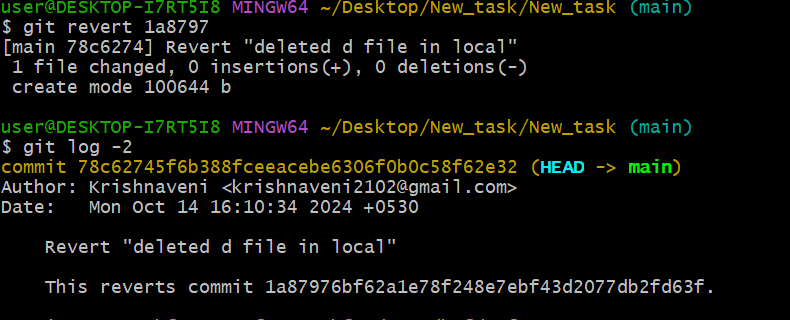 user@DESKTOP-I7RT5I8 MINGW64 ~/Desktop/New_task/New_task (main)
$ git revert 1a8797
[main 78c6274] Revert "deleted d file in local"
 1 file changed, 0 insertions(+), 0 deletions(-)
 create mode 100644 b

user@DESKTOP-I7RT5I8 MINGW64 ~/Desktop/New_task/New_task (main)
$ git log -2
commit 78c62745f6b388fceeacebe6306f0b0c58f62e32 (HEAD -> main)
Author: Krishnaveni <krishnaveni2102@gmail.com>
Date:   Mon Oct 14 16:10:34 2024 +0530

    Revert "deleted d file in local"

    This reverts commit 1a87976bf62a1e78f248e7ebf43d2077db2fd63f.